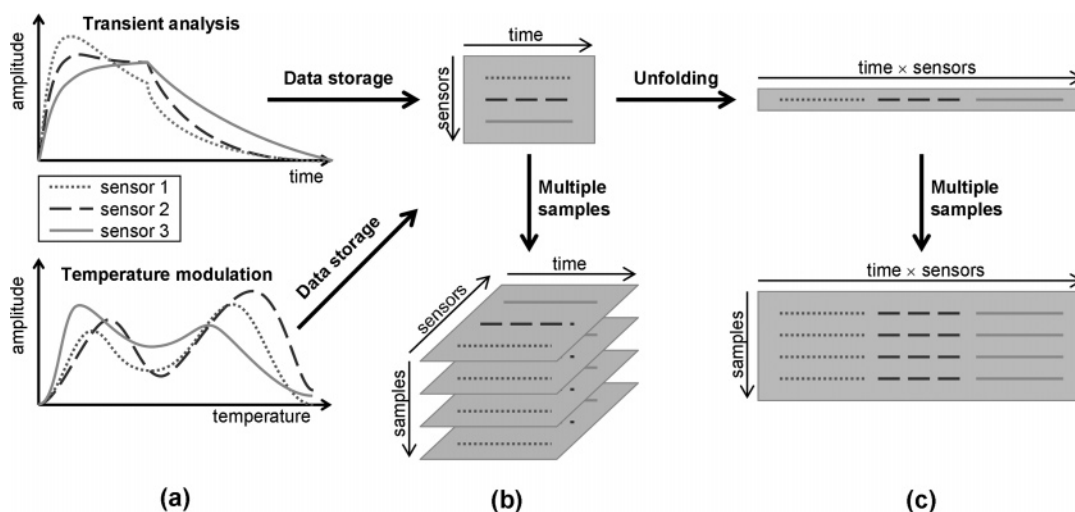 Transient analysis
amplitude
time
sensor 1
sensor 2
sensor 3
Temperature modulation
amplitude
temperature
(a)
Data storage
Data storage
time
sensors
Multiple
samples
time
sensors
samples
(b)
Unfolding
time × sensors
Multiple
samples
time × sensors
samples
(c)